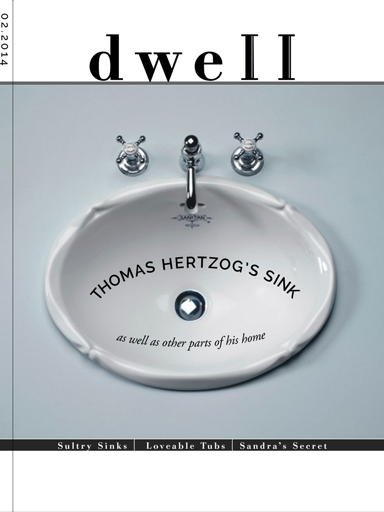 02.2014
dwell
THOMAS HERTZOG'S SINK
as well as other parts of his home
Sultry Sinks | Loveable Tubs | Sandra's Secret